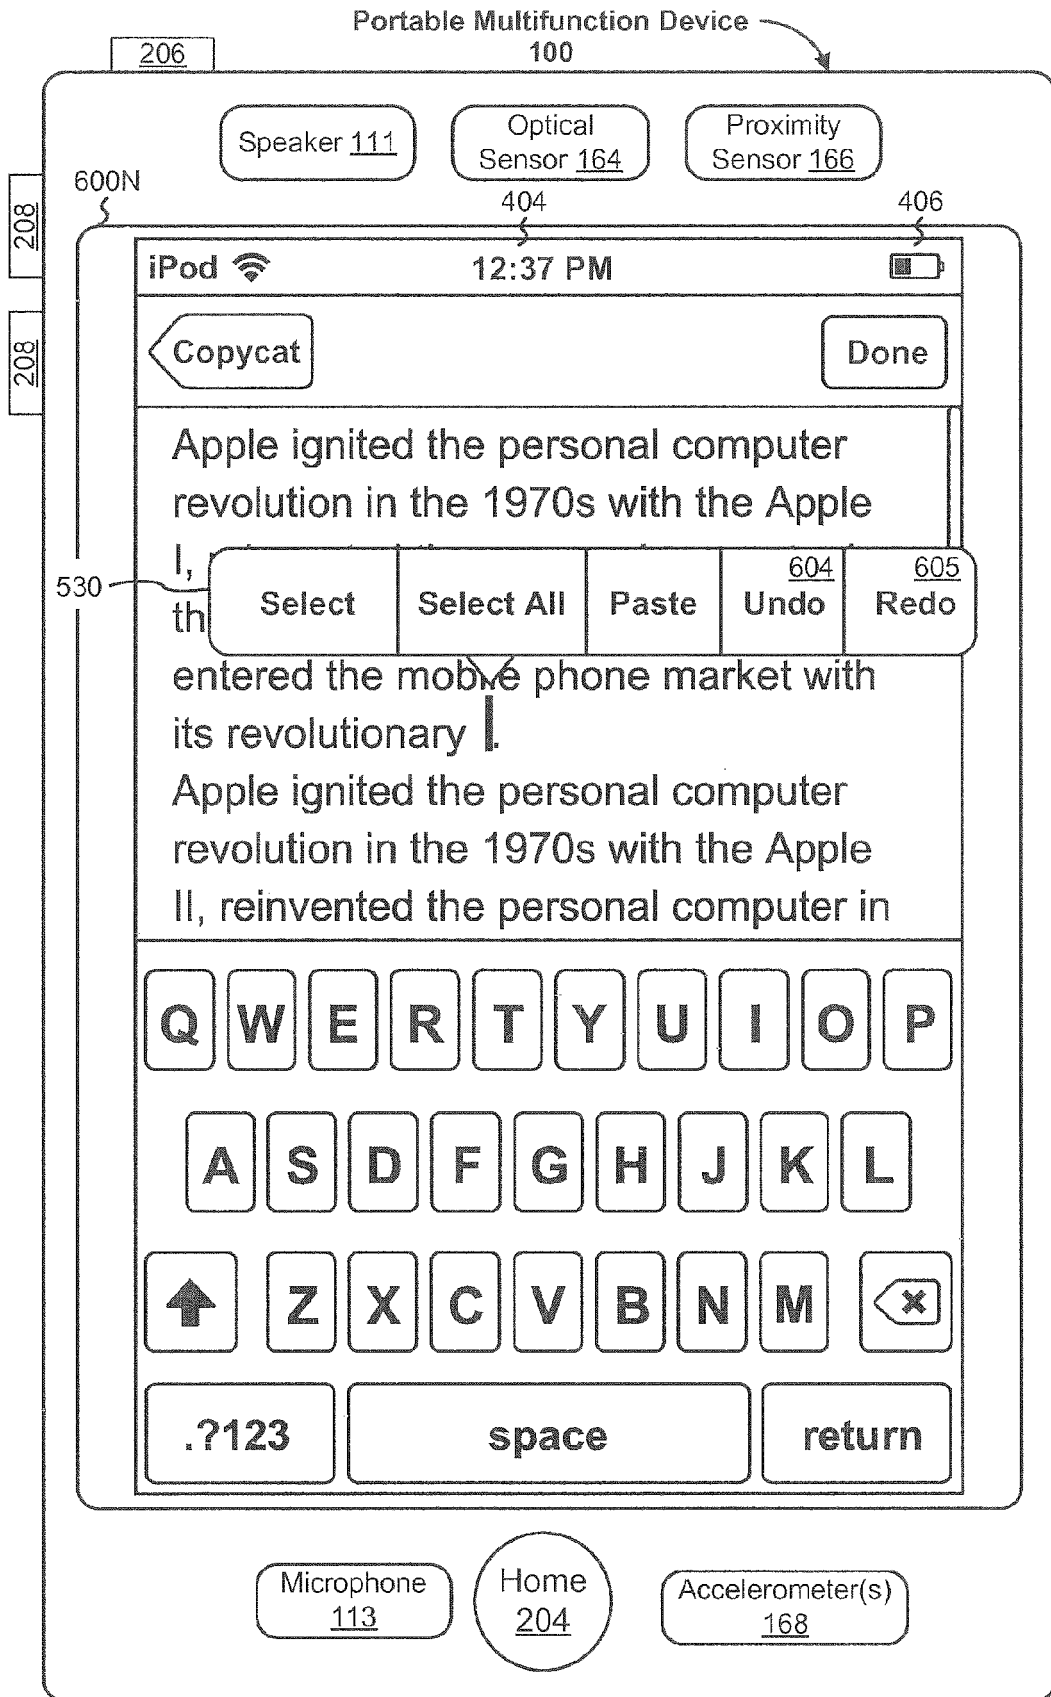 Portable Multifunction Device
100
206
Speaker 111
Optical
Sensor 164
Proximity
Sensor 166
208
208
600N
404
406
iPod
12:37 PM
Copycat
Done
Apple ignited the personal computer
revolution in the 1970s with the Apple
I,
530
Select
Select All
Paste
604
Undo
605
Redo
th
entered the mobile phone market with
its revolutionary .
Apple ignited the personal computer
revolution in the 1970s with the Apple
II, reinvented the personal computer in
Q W E R T Y U I O P
A S D F G H J K L
Z X C V B N M
.?123 space return
Microphone
113
Home
204
Accelerometer(s)
168